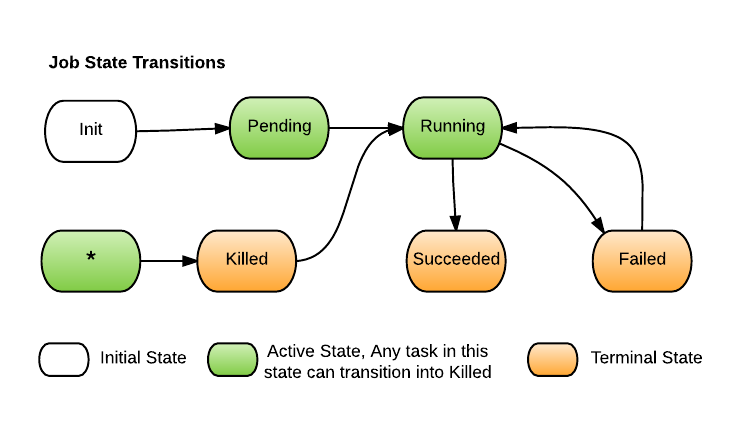 Job State Transitions
Init
Pending
Running
*
Killed
Succeeded
Failed
Initial State
Active State, Any task in this
state can transition into Killed
Terminal State